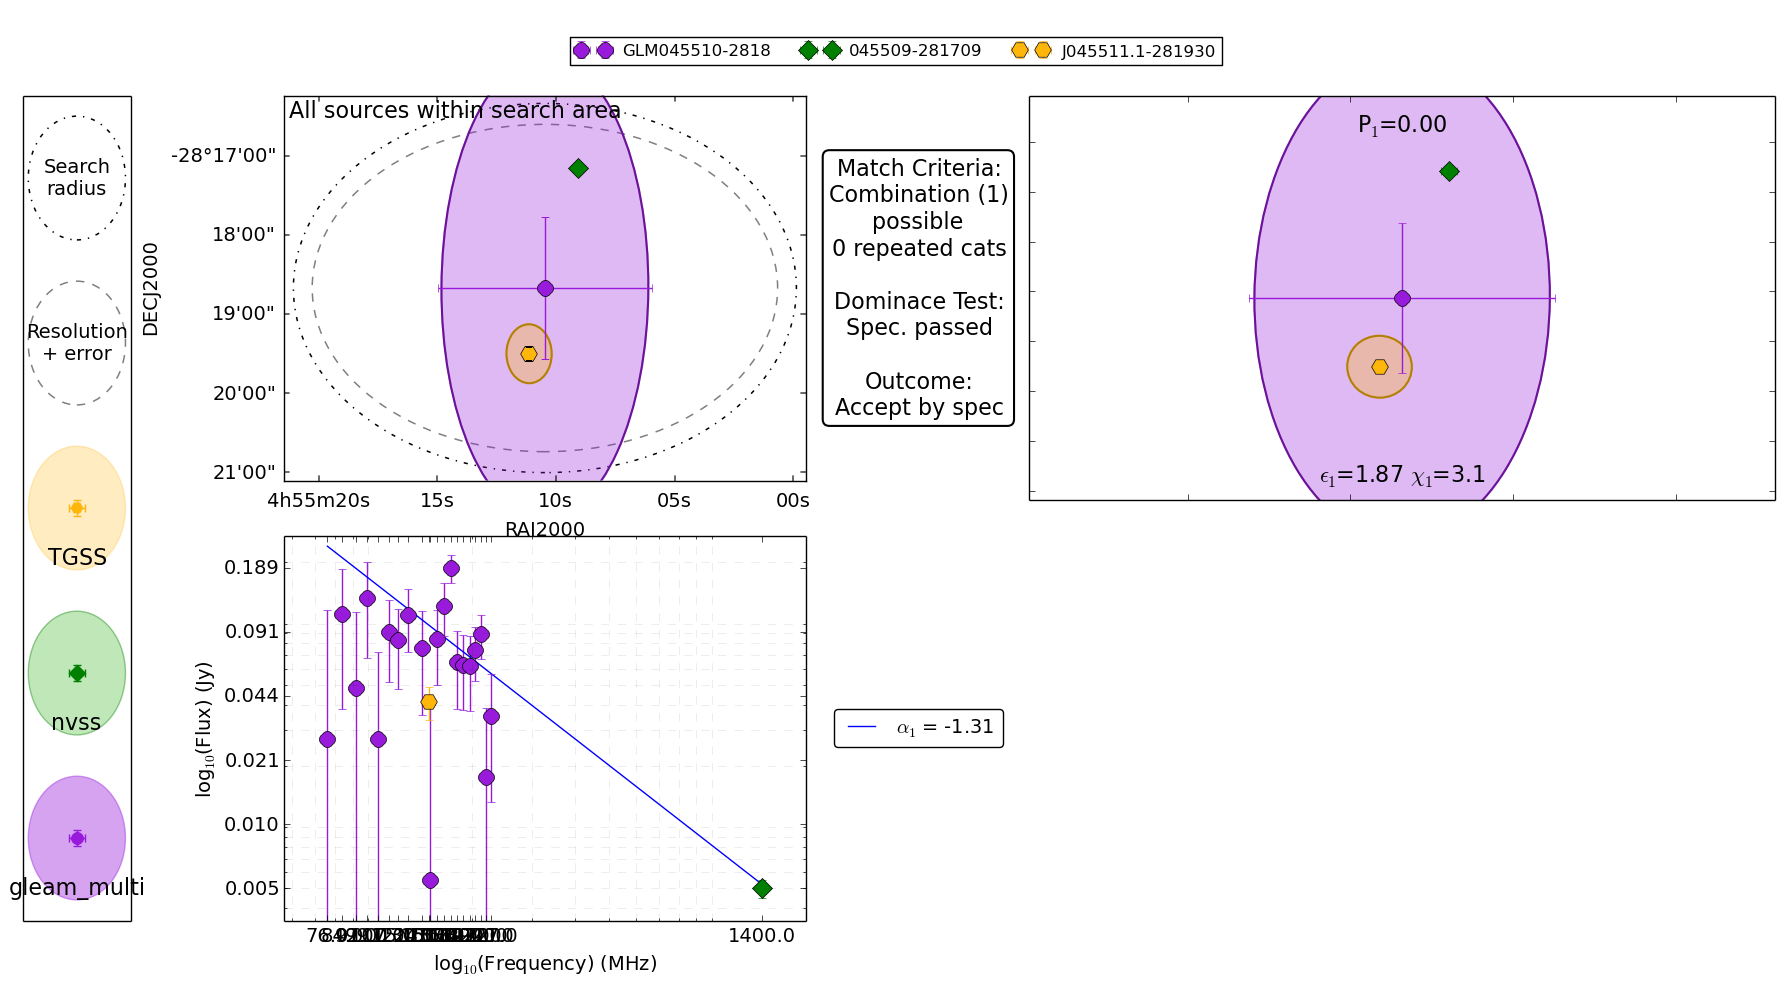 GLM045510-2818 045509-281709 J045511.1-281930
Search
radius
Resolution
+ error
TGSS
nvss
gleam_multi
All sources within search area
DECJ2000
-28°17'00"
18'00"
19'00"
20'00"
21'00"
4h55m20s 15s 10s 05s 00s
RAJ2000
Match Criteria:
Combination (1)
possible
0 repeated cats
Dominace Test:
Spec. passed
Outcome:
Accept by spec
P₁=0.00
ϵ₁=1.87 χ₁=3.1
log₁₀(Flux) (Jy)
0.189
0.091
0.044
0.021
0.010
0.005
1400.0
log₁₀(Frequency) (MHz)
α₁ = -1.31